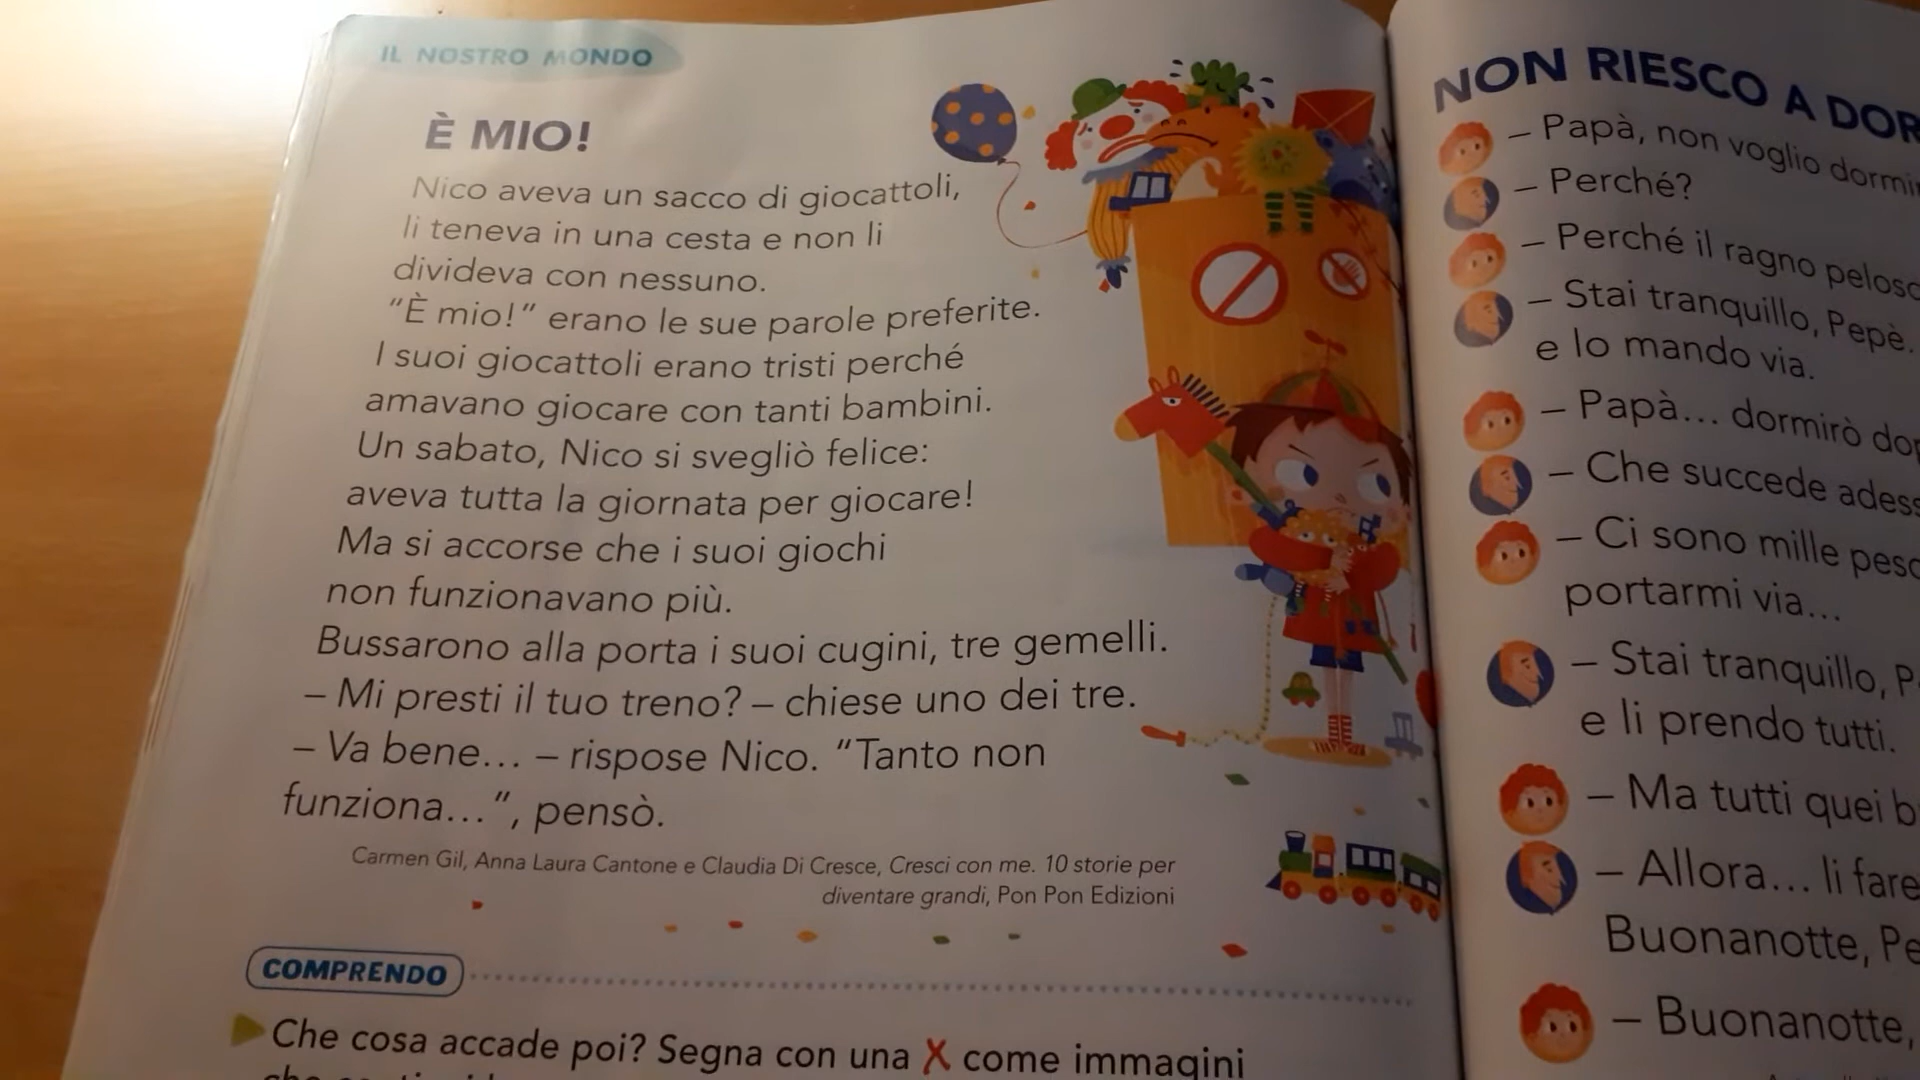 IL NOSTRO MONDO
È MIO!
Nico aveva un sacco di giocattoli,
li teneva in una cesta e non li
divideva con nessuno.
“È mio!” erano le sue parole preferite.
I suoi giocattoli erano tristi perché
amavano giocare con tanti bambini.
Un sabato, Nico si svegliò felice:
aveva tutta la giornata per giocare!
Ma si accorse che i suoi giochi
non funzionavano più.
Bussarono alla porta i suoi cugini, tre gemelli.
– Mi presti il tuo treno? – chiese uno dei tre.
– Va bene... – rispose Nico. “Tanto non
funziona...”, pensò.
Carmen Gil, Anna Laura Cantone e Claudia Di Cresce, Cresci con me. 10 storie per
diventare grandi, Pon Pon Edizioni
COMPRENDO
Che cosa accade poi? Segna con una X come immagini
NON RIESCO A
– Papà, non voglio
– Perché?
– Perché il ragno
– Stai tranquillo, Pepè.
e lo mando via.
– Papà... dormirò
– Che succede
– Ci sono mille
portarmi via...
– Stai tranquillo,
e li prendo tutti.
– Ma tutti quei
– Allora... li
Buonanotte,
– Buonanotte,